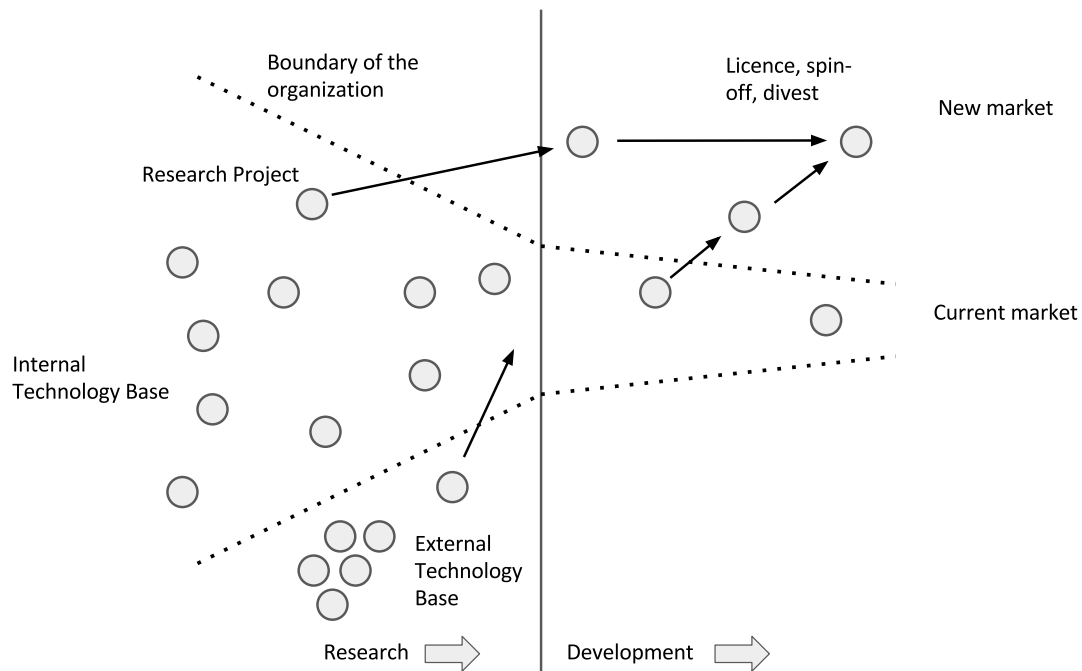 Boundary of the
organization
Licence, spin-
off, divest
New market
Research Project
Current market
Internal
Technology Base
External
Technology
Base
Research
Development